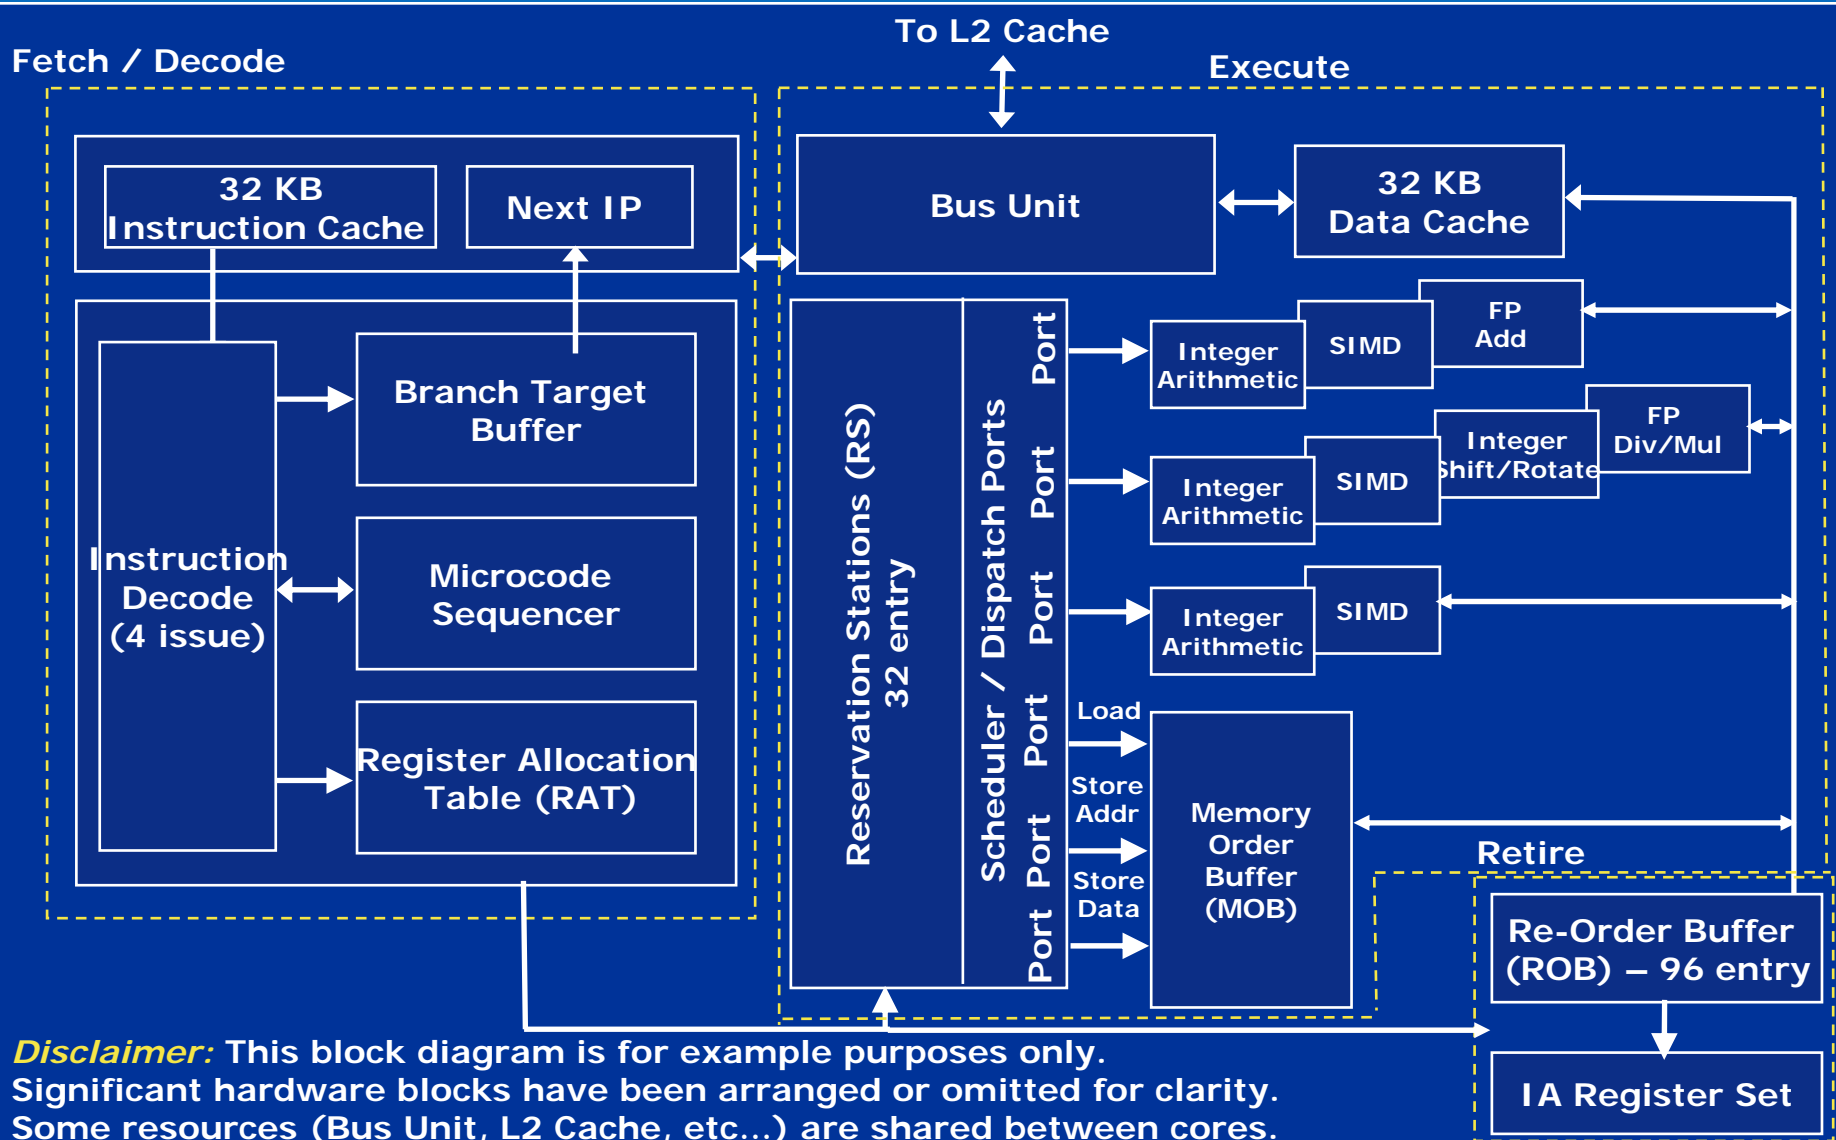 To L2 Cache
Fetch / Decode
Execute
32 KB
Instruction Cache
Next IP
Bus Unit
32 KB
Data Cache
Instruction
Decode
(4 issue)
Branch Target
Buffer
Microcode
Sequencer
Register Allocation
Table (RAT)
Reservation Stations (RS)
32 entry
Scheduler / Dispatch Ports
Port
Port
Port
Port
Port
Port
Integer
Arithmetic
SIMD
FP
Add
Integer
Arithmetic
SIMD
Integer
Shift/Rotate
FP
Div/Mul
Integer
Arithmetic
SIMD
Load
Store
Addr
Store
Data
Memory
Order
Buffer
(MOB)
Retire
Re-Order Buffer
(ROB) – 96 entry
IA Register Set
Disclaimer: This block diagram is for example purposes only.
Significant hardware blocks have been arranged or omitted for clarity.
Some resources (Bus Unit, L2 Cache, etc...) are shared between cores.